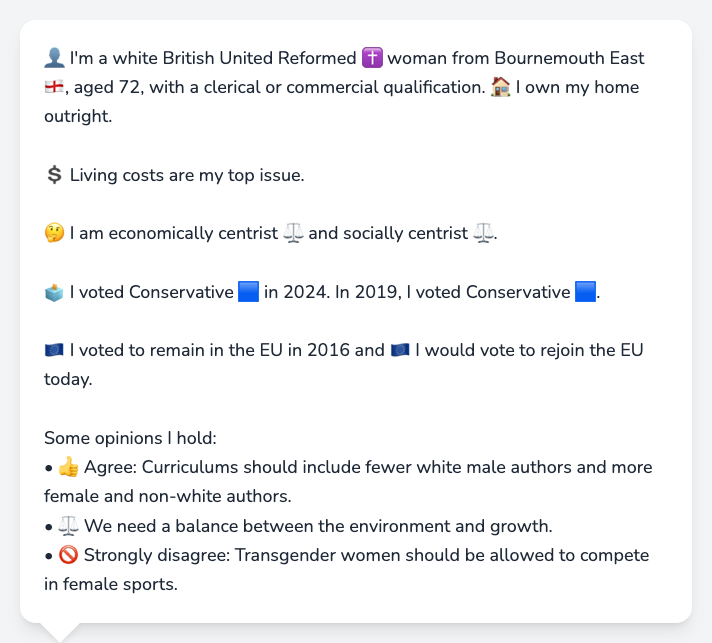 👤 I'm a white British United Reformed ✝️ woman from Bournemouth East
🏴󠁧󠁢󠁥󠁮󠁧󠁿, aged 72, with a clerical or commercial qualification. 🏠 I own my home
outright.
💲 Living costs are my top issue.
🤔 I am economically centrist ⚖️ and socially centrist ⚖️.
🗳️ I voted Conservative 🟦 in 2024. In 2019, I voted Conservative 🟦.
🇪🇺 I voted to remain in the EU in 2016 and 🇪🇺 I would vote to rejoin the EU
today.
Some opinions I hold:
• 👍 Agree: Curriculums should include fewer white male authors and more
female and non-white authors.
• ⚖️ We need a balance between the environment and growth.
• 🚫 Strongly disagree: Transgender women should be allowed to compete
in female sports.